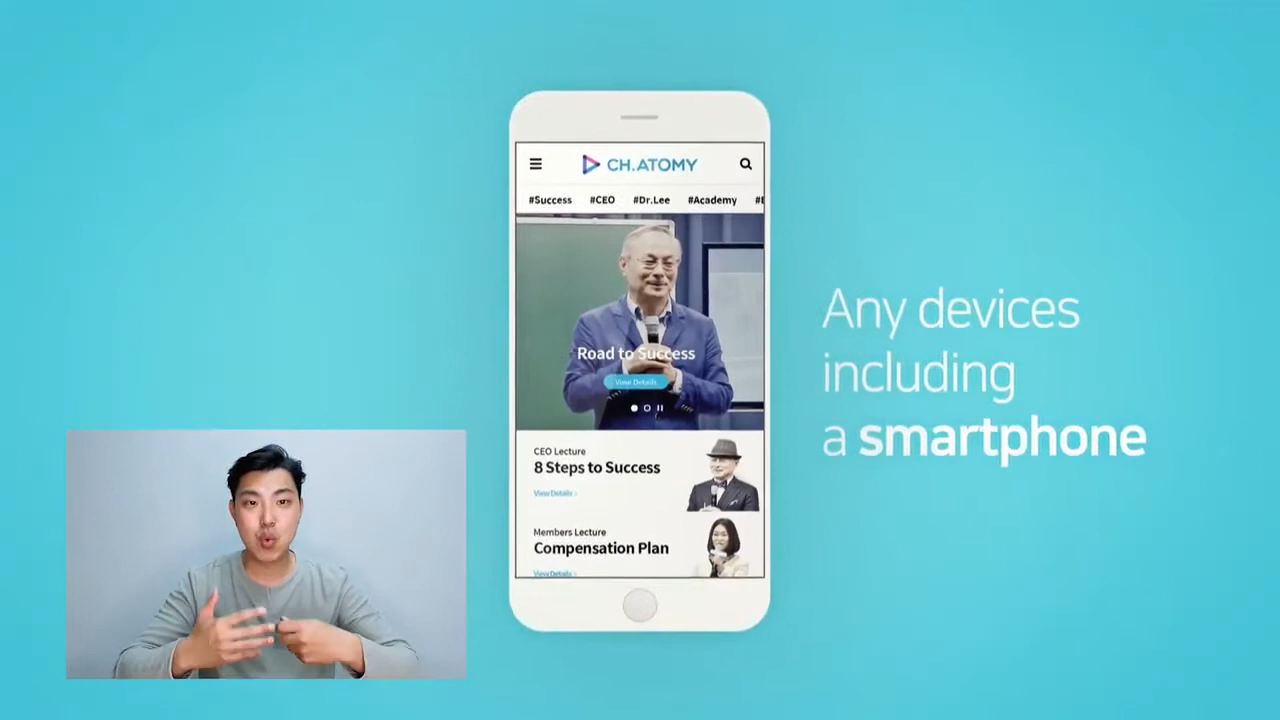 CH.ATOMY
#Success #CEO #Dr.Lee #Academy
Road to Success
View Details
CEO Lecture
8 Steps to Success
View Details >
Members Lecture
Compensation Plan
View Details >
Any devices
including
a smartphone